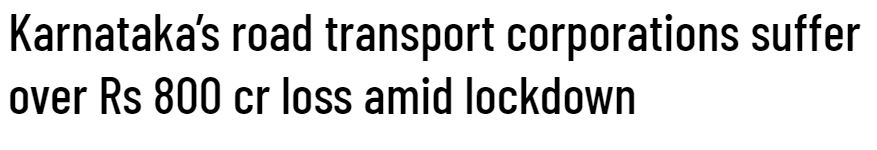 Karnataka’s road transport corporations suffer
over Rs 800 cr loss amid lockdown